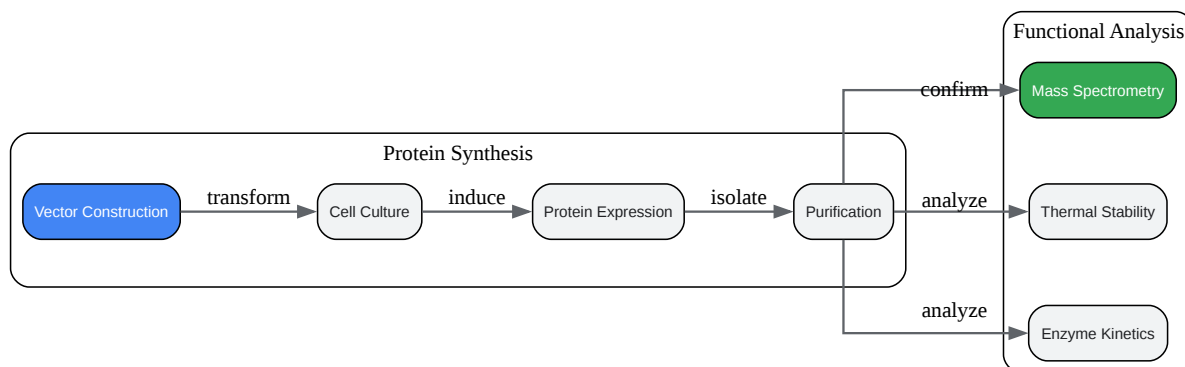 Functional Analysis
confirm
Mass Spectrometry
Protein Synthesis
Vector Construction
transform
Cell Culture
induce
Protein Expression
isolate
Purification
analyze
Thermal Stability
analyze
Enzyme Kinetics